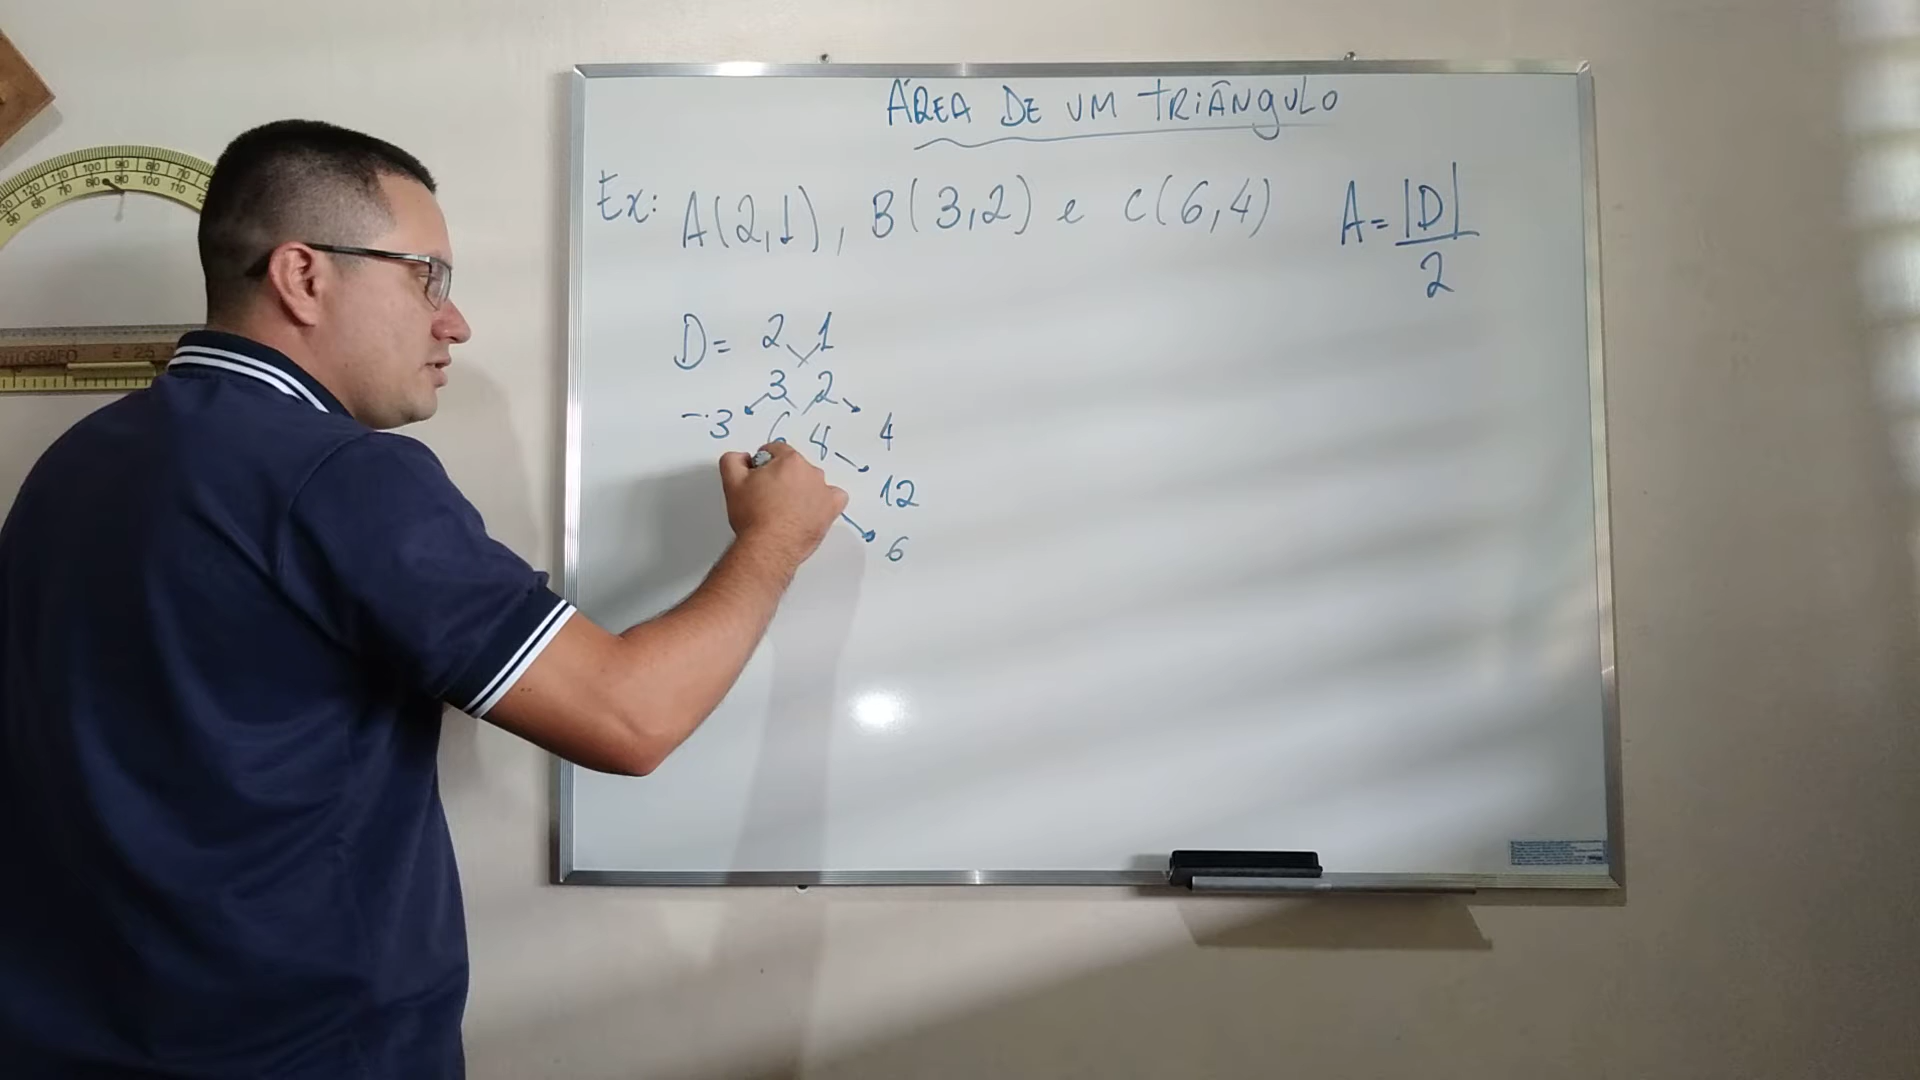 ÁREA DE UM TRIÂNGULO
Ex: A(2,1), B(3,2) e C(6,4) A = |D| / 2
D = 2 1
3 2
-3 6 4 4
12
6